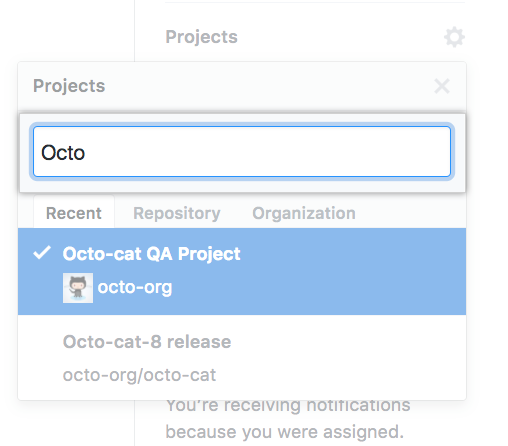 Projects
Projects
Octo
Recent Repository Organization
Octo-cat QA Project
octo-org
Octo-cat-8 release
octo-org/octo-cat
You're receiving notifications
because you were assigned.